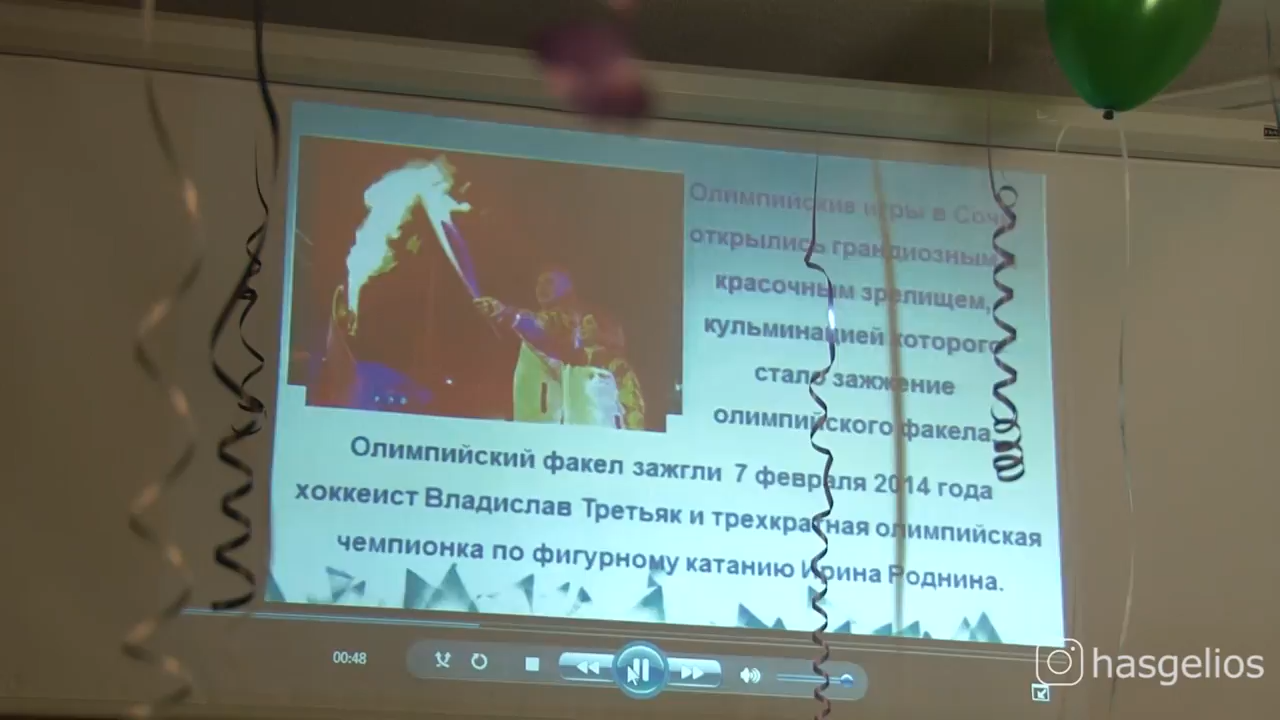 Олимпийские игры в Сочи
открылись грандиозным,
красочным зрелищем,
кульминацией которого
стало зажжение
олимпийского факела.
Олимпийский факел зажгли 7 февраля 2014 года
хоккеист Владислав Третьяк и трехкратная олимпийская
чемпионка по фигурному катанию Ирина Роднина.
00:48
hasgelios